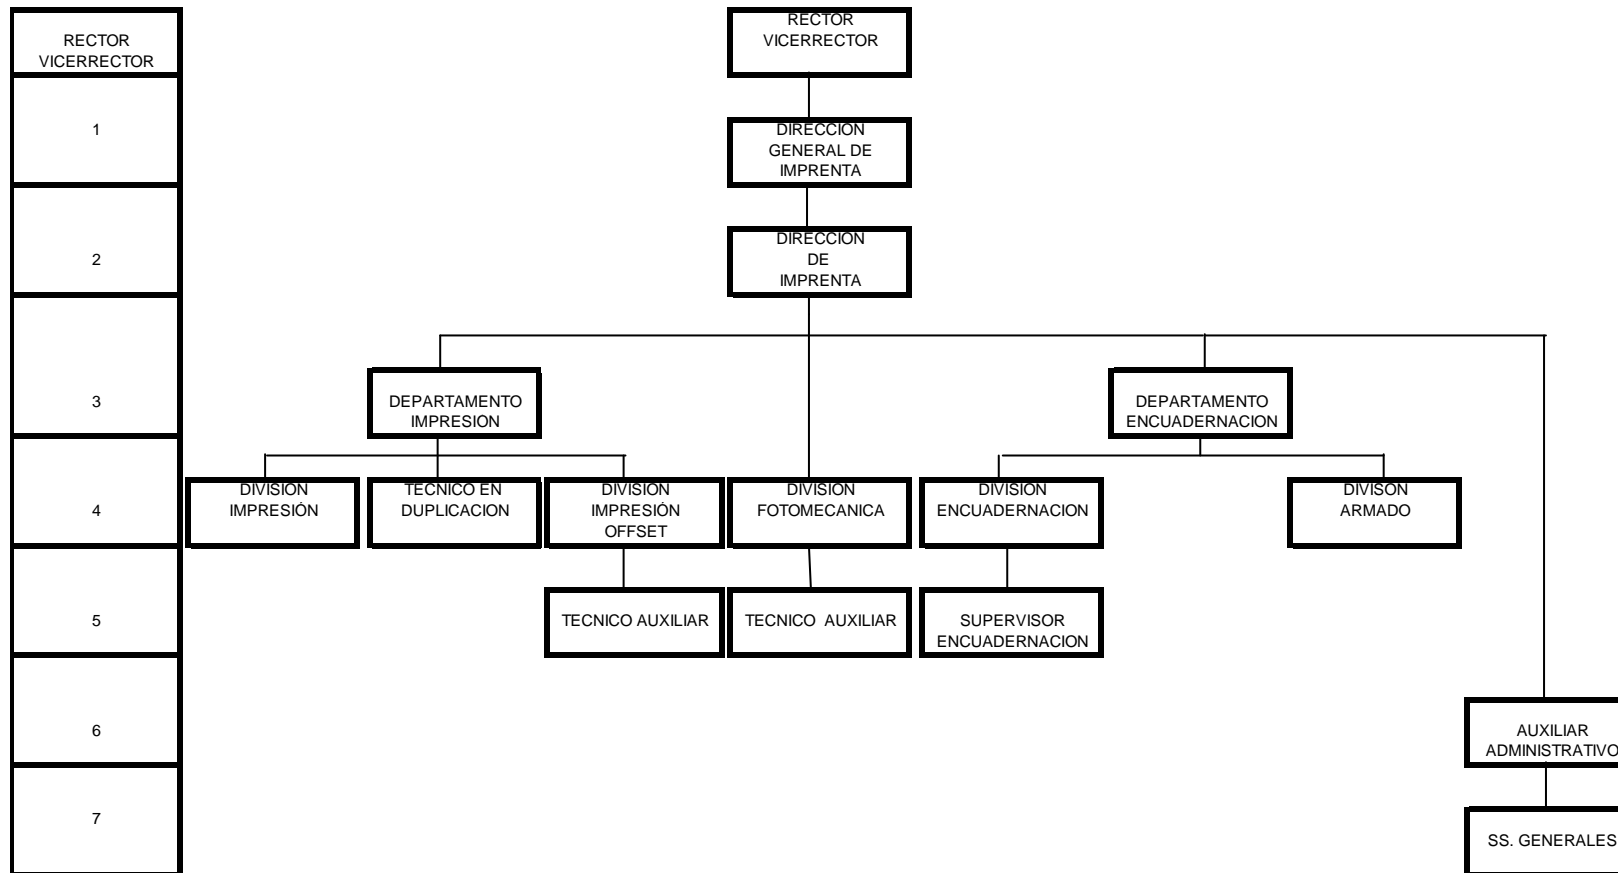 RECTOR
VICERRECTOR
RECTOR
VICERRECTOR
1
DIRECCION
GENERAL DE
IMPRENTA
2
DIRECCION
DE
IMPRENTA
3
DEPARTAMENTO
IMPRESION
DEPARTAMENTO
ENCUADERNACION
4
DIVISION
IMPRESIÓN
TECNICO EN
DUPLICACION
DIVISION
IMPRESIÓN
OFFSET
DIVISION
FOTOMECANICA
DIVISION
ENCUADERNACION
DIVISON
ARMADO
5
TECNICO AUXILIAR
TECNICO AUXILIAR
SUPERVISOR
ENCUADERNACION
6
AUXILIAR
ADMINISTRATIVO
7
SS. GENERALES